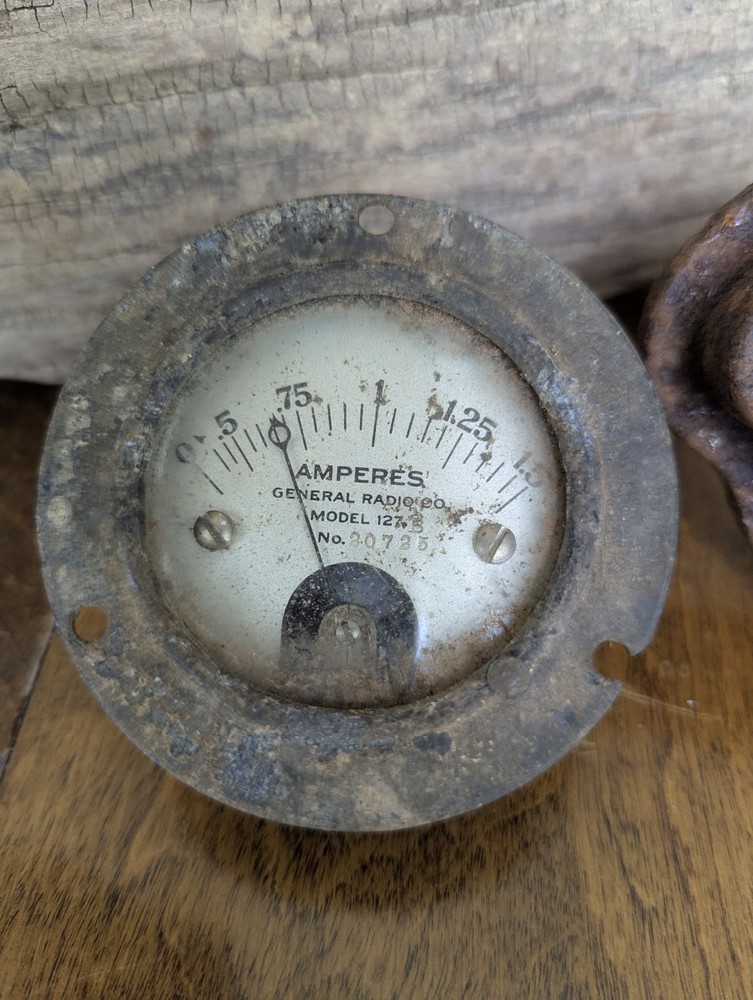 0 .5 .75 1 1.25 1.5
AMPERES
GENERAL RADIO CO.
MODEL 127 B
No. 20725